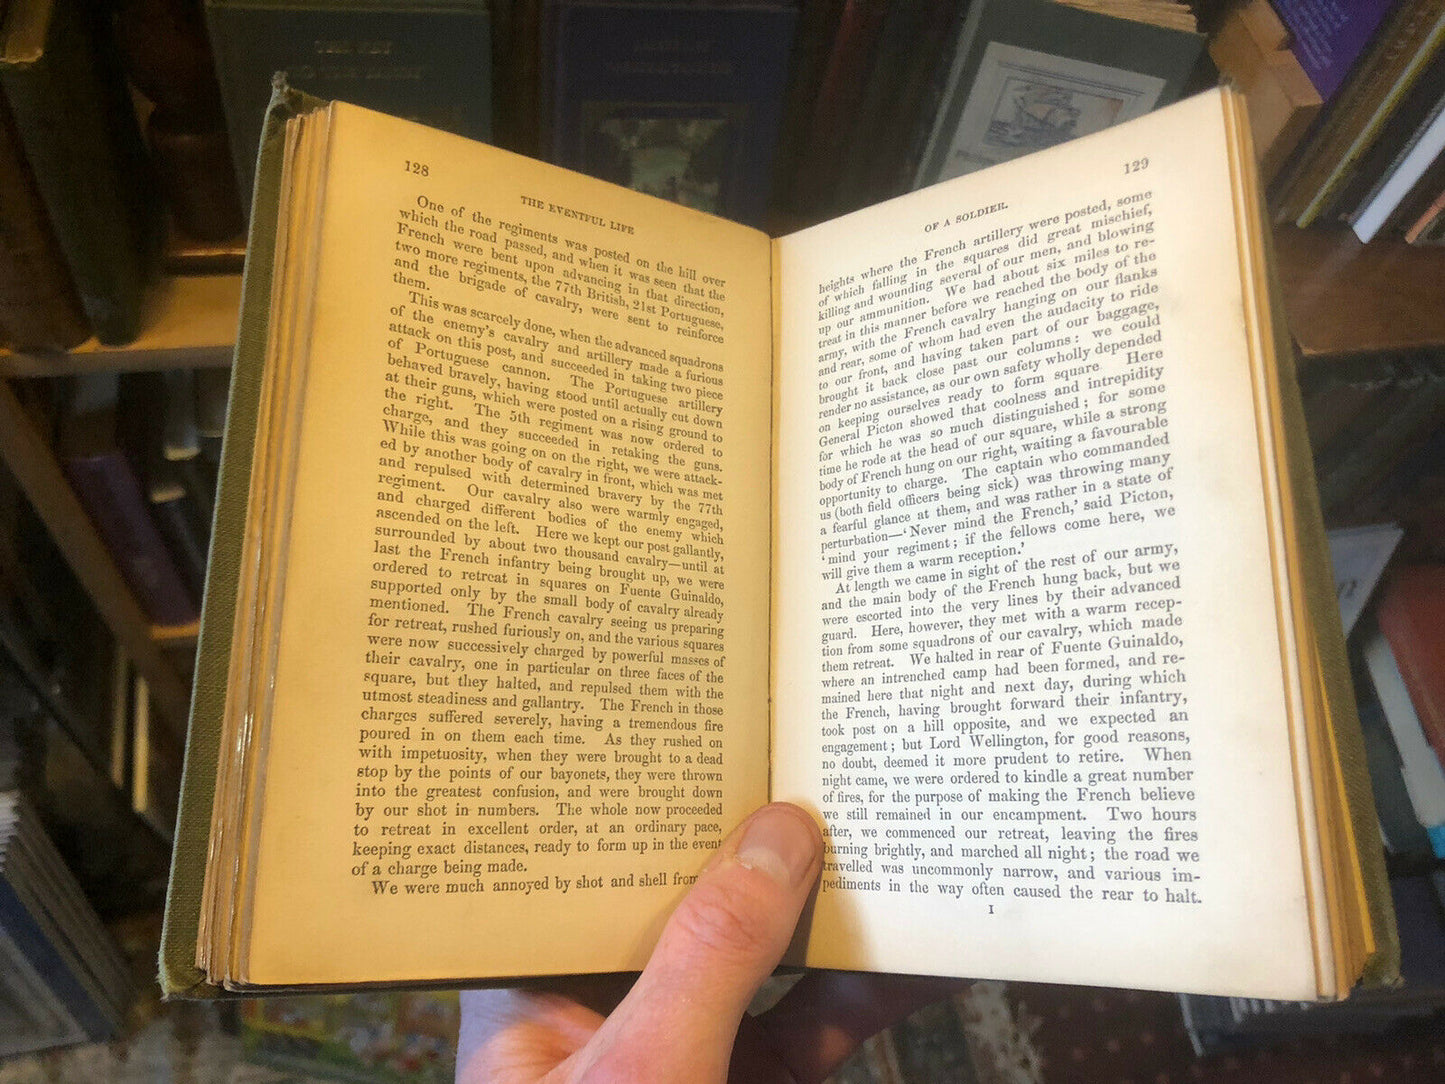 128
THE EVENTFUL LIFE
One of the regiments was posted on the hill over
which the road passed, and when it was seen that the
French were bent upon advancing in that direction,
two more regiments, the 77th British, 21st Portuguese,
and the brigade of cavalry, were sent to reinforce
them.
This was scarcely done, when the advanced squadrons
of the enemy's cavalry and artillery made a furious
attack on this post, and succeeded in taking two piece
of Portuguese cannon. The Portuguese artillery
behaved bravely, having stood until actually cut down
at their guns, which were posted on a rising ground to
the right. The 5th regiment was now ordered to
charge, and they succeeded in retaking the guns.
While this was going on on the right, we were attack-
ed by another body of cavalry in front, which was met
and repulsed with determined bravery by the 77th
regiment. Our cavalry also were warmly engaged,
and charged different bodies of the enemy which
ascended on the left. Here we kept our post gallantly,
surrounded by about two thousand cavalry—until at
last the French infantry being brought up, we were
ordered to retreat in squares on Fuente Guinaldo,
supported only by the small body of cavalry already
mentioned. The French cavalry seeing us preparing
for retreat, rushed furiously on, and the various squares
were now successively charged by powerful masses of
their cavalry, one in particular on three faces of the
square, but they halted, and repulsed them with the
utmost steadiness and gallantry. The French in those
charges suffered severely, having a tremendous fire
poured in on them each time. As they rushed on
with impetuosity, when they were brought to a dead
stop by the points of our bayonets, they were thrown
into the greatest confusion, and were brought down
by our shot in numbers. The whole now proceeded
to retreat in excellent order, at an ordinary pace,
keeping exact distances, ready to form up in the event
of a charge being made.
We were much annoyed by shot and shell from
129
OF A SOLDIER.
heights where the French artillery were posted, some
of which falling in the squares did great mischief,
killing and wounding several of our men, and blowing
up our ammunition. We had about six miles to re-
treat in this manner before we reached the body of the
army, with the French cavalry hanging on our flanks
and rear, some of whom had even the audacity to ride
to our front, and having taken part of our baggage,
brought it back close past our columns: we could
render no assistance, as our own safety wholly depended
on keeping ourselves ready to form square Here
General Picton showed that coolness and intrepidity
for which he was so much distinguished; for some
time he rode at the head of our square, while a strong
body of French hung on our right, waiting a favourable
opportunity to charge. The captain who commanded
us (both field officers being sick) was throwing many
a fearful glance at them, and was rather in a state of
perturbation—'Never mind the French,' said Picton,
'mind your regiment; if the fellows come here, we
will give them a warm reception.'
At length we came in sight of the rest of our army,
and the main body of the French hung back, but we
were escorted into the very lines by their advanced
guard. Here, however, they met with a warm recep-
tion from some squadrons of our cavalry, which made
them retreat. We halted in rear of Fuente Guinaldo,
where an intrenched camp had been formed, and re-
mained here that night and next day, during which
the French, having brought forward their infantry,
took post on a hill opposite, and we expected an
engagement; but Lord Wellington, for good reasons,
no doubt, deemed it more prudent to retire. When
night came, we were ordered to kindle a great number
of fires, for the purpose of making the French believe
we still remained in our encampment. Two hours
after, we commenced our retreat, leaving the fires
burning brightly, and marched all night; the road we
travelled was uncommonly narrow, and various im-
pediments in the way often caused the rear to halt.
I